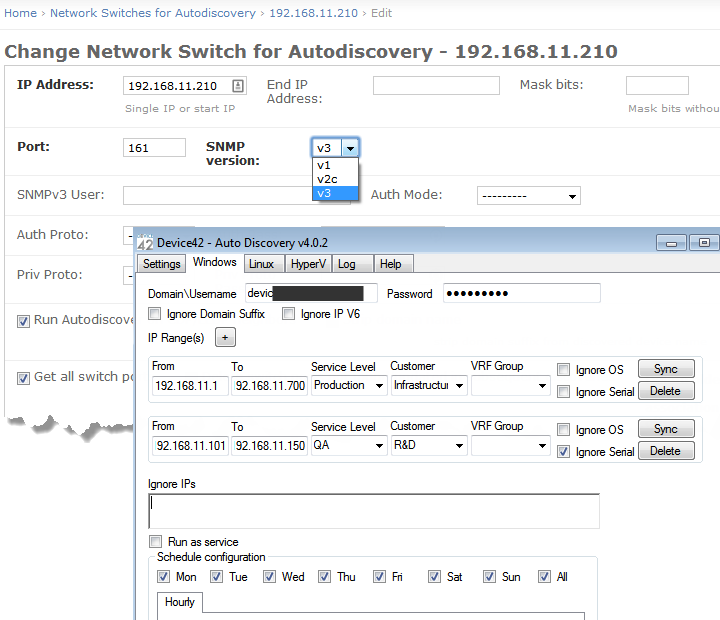 Home › Network Switches for Autodiscovery › 192.168.11.210 › Edit
Change Network Switch for Autodiscovery - 192.168.11.210
IP Address: 192.168.11.210 End IP Address: Mask bits:
Single IP or start IP Mask bits withou
Port: 161 SNMP version: v3
v1
v2c
v3
SNMPv3 User: Auth Mode: ---------
Auth Proto: -
Priv Proto: -
Run Autodiscove
Get all switch po
42 Device42 - Auto Discovery v4.0.2
Settings Windows Linux HyperV Log Help
Domain\Username devic Password ●●●●●●●●●
Ignore Domain Suffix Ignore IP V6
IP Range(s) +
From To Service Level Customer VRF Group Ignore OS Sync
192.168.11.1 92.168.11.700 Production Infrastructur Ignore Serial Delete
From To Service Level Customer VRF Group Ignore OS Sync
92.168.11.101 92.168.11.150 QA R&D Ignore Serial Delete
Ignore IPs
Run as service
Schedule configuration
Mon Tue Wed Thu Fri Sat Sun All
Hourly